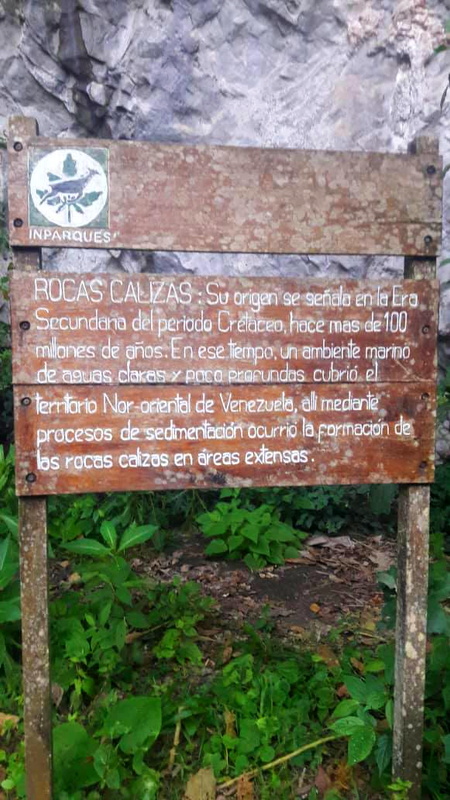 INPARQUES
ROCAS CALIZAS : Su origen se señala en la Era
Secundaria del periodo Cretaceo, hace mas de 100
millones de años. En ese tiempo, un ambiente marino
de aguas claras y poco profundas cubrió el
territorio Nor-oriental de Venezuela, allí mediante
procesos de sedimentación ocurrió la formación de
las rocas calizas en áreas extensas.